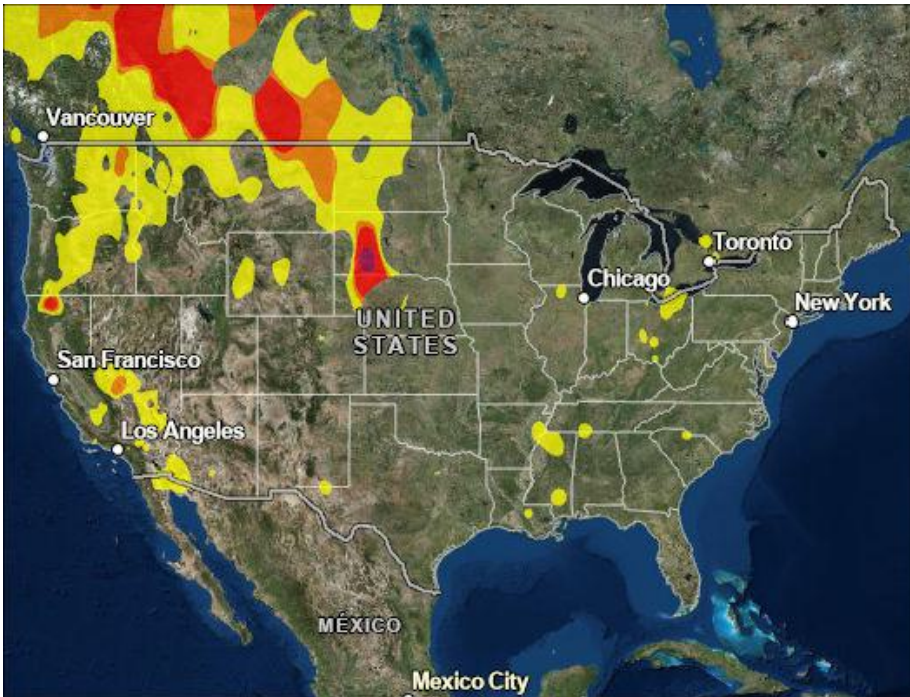 Vancouver
Toronto
Chicago
New York
UNITED
STATES
San Francisco
Los Angeles
MÉXICO
Mexico City